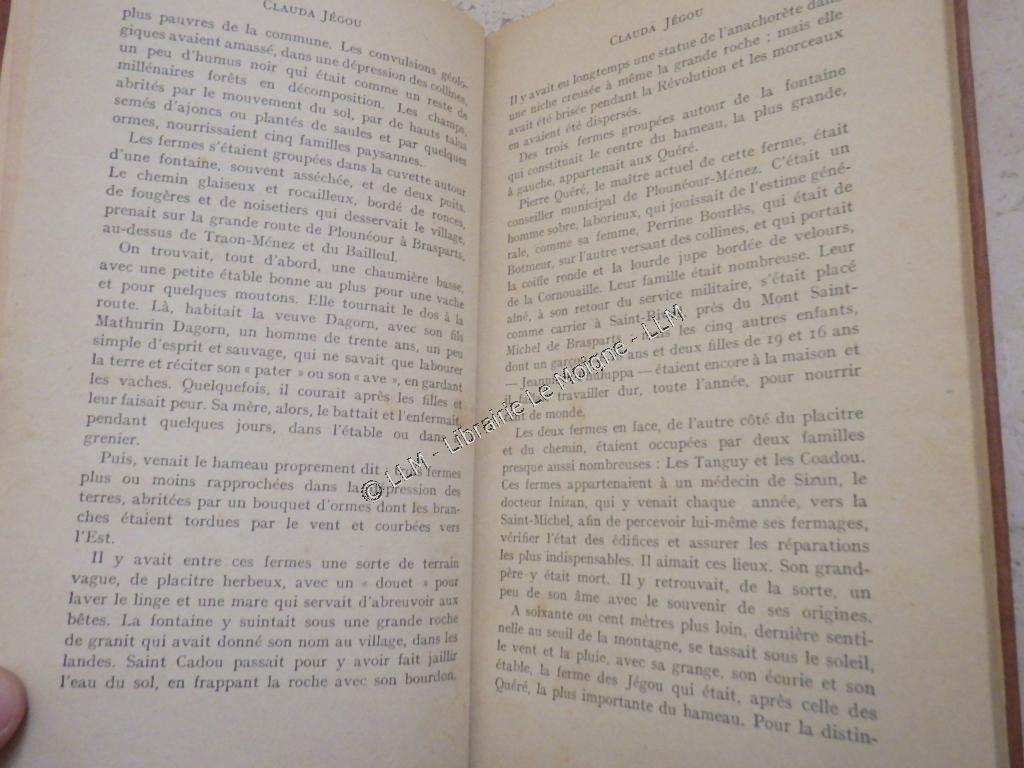 CLAUDA JÉGOU
plus pauvres de la commune. Les convulsions géolo-
giques avaient amassé, dans une dépression des collines,
un peu d'humus noir qui était comme un reste de
millénaires forêts en décomposition. Les champs,
abrités par le mouvement du sol, par de hauts talus
semés d'ajoncs ou plantés de saules et par quelques
ormes, nourrissaient cinq familles paysannes.
Les fermes s'étaient groupées dans la cuvette autour
d'une fontaine, souvent asséchée, et de deux puits.
Le chemin glaiseux et rocailleux, bordé de ronces,
de fougères et de noisetiers qui desservait le village,
prenait sur la grande route de Plounéour à Brasparts,
au-dessus de Traon-Ménez et du Bailleul.
On trouvait, tout d'abord, une chaumière basse,
avec une petite étable bonne au plus pour une vache
et pour quelques moutons. Elle tournait le dos à la
route. Là, habitait la veuve Dagorn, avec son fils
Mathurin Dagorn, un homme de trente ans, un peu
simple d'esprit et sauvage, qui ne savait que labourer
la terre et réciter son « pater » ou son « ave », en gardant
les vaches. Quelquefois, il courait après les filles et
leur faisait peur. Sa mère, alors, le battait et l'enfermait,
pendant quelques jours, dans l'étable ou dans le
grenier.
Puis, venait le hameau proprement dit : fermes
plus ou moins rapprochées dans la dépression des
terres, abritées par un bouquet d'ormes dont les bran-
ches étaient tordues par le vent et courbées vers
l'Est.
Il y avait entre ces fermes une sorte de terrain
vague, de placitre herbeux, avec un « douet » pour
laver le linge et une mare qui servait d'abreuvoir aux
bêtes. La fontaine y suintait sous une grande roche
de granit qui avait donné son nom au village, dans les
landes. Saint Cadou passait pour y avoir fait jaillir
l'eau du sol, en frappant la roche avec son bourdon.
CLAUDA JÉGOU
Il y avait eu longtemps une statue de l'anachorète dans
une niche creusée à même la grande roche ; mais elle
avait été brisée pendant la Révolution et les morceaux
en avaient été dispersés.
Des trois fermes groupées autour de la fontaine
qui constituait le centre du hameau, la plus grande,
à gauche, appartenait aux Quéré.
Pierre Quéré, le maître actuel de cette ferme, était
conseiller municipal de Plounéour-Ménez. C'était un
homme sobre, laborieux, qui jouissait de l'estime géné-
rale, comme sa femme, Perrine Bourlès, qui était de
Botmeur, sur l'autre versant des collines, et qui portait
la coiffe ronde et la lourde jupe bordée de velours,
de la Cornouaille. Leur famille était nombreuse. Leur
aîné, à son retour du service militaire, s'était placé
comme carrier à Saint-Rivoal, près du Mont Saint-
Michel de Brasparts. les cinq autres enfants,
dont un garçon ans et deux filles de 19 et 16 ans
— Jeanne Philuppa — étaient encore à la maison et
il travailler dur, toute l'année, pour nourrir
tant de monde.
Les deux fermes en face, de l'autre côté du placitre
et du chemin, étaient occupées par deux familles
presque aussi nombreuses : Les Tanguy et les Coadou.
Ces fermes appartenaient à un médecin de Sizun, le
docteur Inizan, qui y venait chaque année, vers la
Saint-Michel, afin de percevoir lui-même ses fermages,
vérifier l'état des édifices et assurer les réparations
les plus indispensables. Il aimait ces lieux. Son grand-
père y était mort. Il y retrouvait, de la sorte, un
peu de son âme avec le souvenir de ses origines.
A soixante ou cent mètres plus loin, dernière senti-
nelle au seuil de la montagne, se tassait sous le soleil,
le vent et la pluie, avec sa grange, son écurie et son
étable, la ferme des Jégou qui était, après celle des
Quéré, la plus importante du hameau. Pour la distin-
© LLM - Librairie Le Moigne - LLM